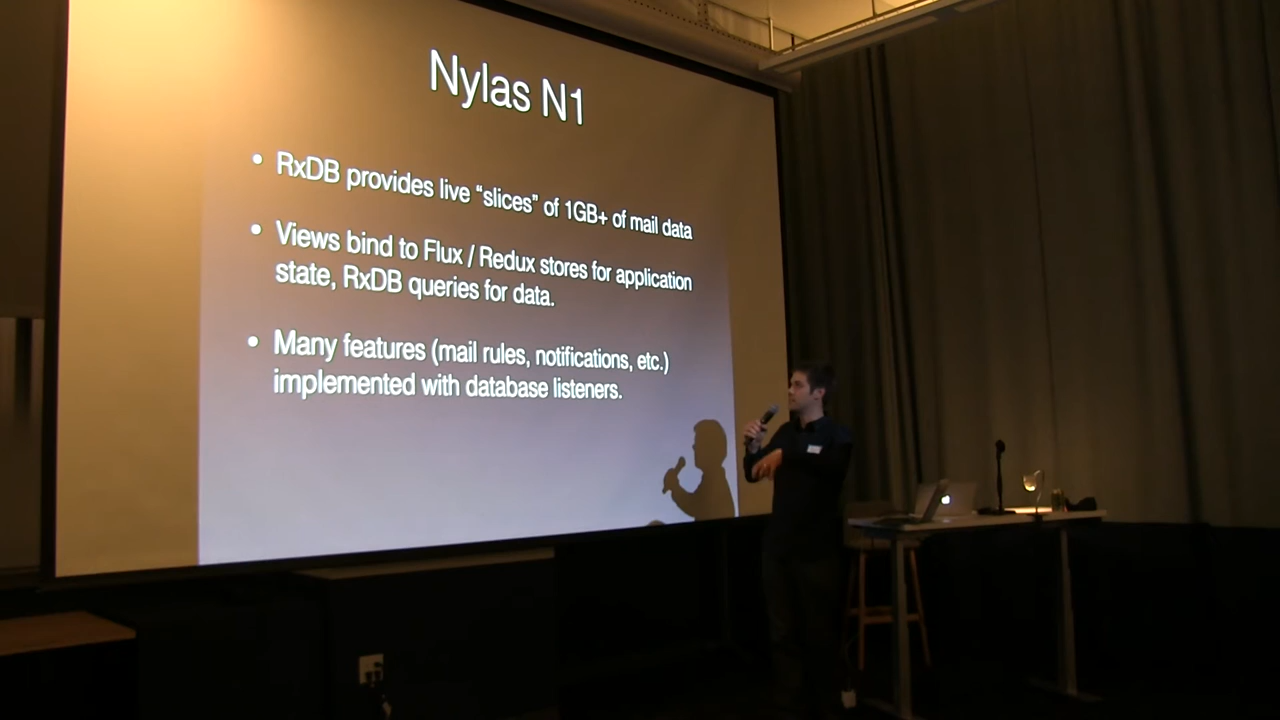 Nylas N1
• RxDB provides live “slices” of 1GB+ of mail data
• Views bind to Flux / Redux stores for application
state, RxDB queries for data.
• Many features (mail rules, notifications, etc.)
implemented with database listeners.